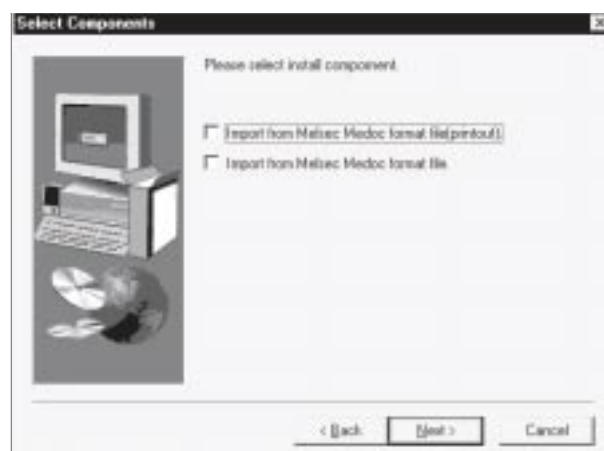 Select Components
Please select install component.
Import from Melsec Medoc format file(printout).
Import from Melsec Medoc format file.
< Back
Next >
Cancel